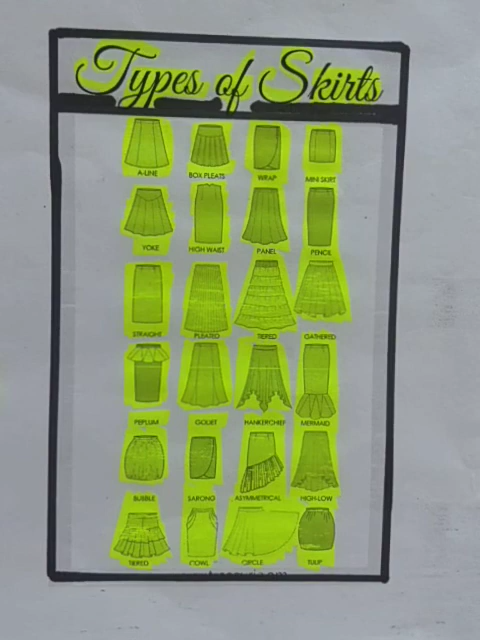 Types of Skirts
A-LINE BOX PLEATS WRAP MINI SKIRT
YOKE HIGH WAIST PANEL PENCIL
STRAIGHT PLEATED TIERED GATHERED
PEPLUM GODET HANKERCHIEF MERMAID
BUBBLE SARONG ASYMMETRICAL HIGH-LOW
TIERED COWL CIRCLE TULIP